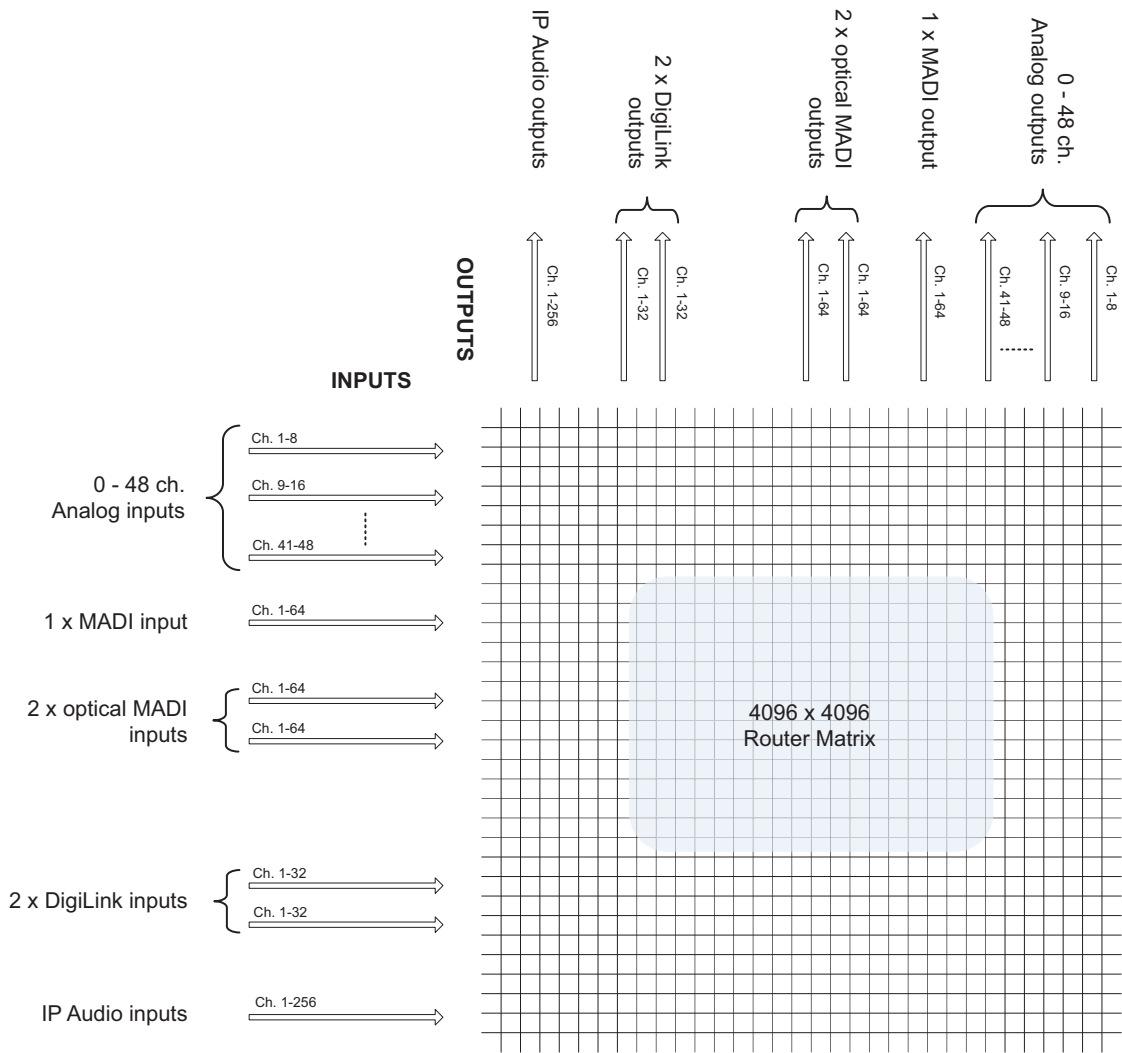 IP Audio outputs
2 x DigiLink
outputs
2 x optical MADI
outputs
1 x MADI output
0 - 48 ch.
Analog outputs
OUTPUTS
Ch. 1-256
Ch. 1-32
Ch. 1-32
Ch. 1-64
Ch. 1-64
Ch. 1-64
Ch. 41-48
Ch. 9-16
Ch. 1-8
INPUTS
0 - 48 ch.
Analog inputs
Ch. 1-8
Ch. 9-16
Ch. 41-48
1 x MADI input
Ch. 1-64
2 x optical MADI
inputs
Ch. 1-64
Ch. 1-64
4096 x 4096
Router Matrix
2 x DigiLink inputs
Ch. 1-32
Ch. 1-32
IP Audio inputs
Ch. 1-256